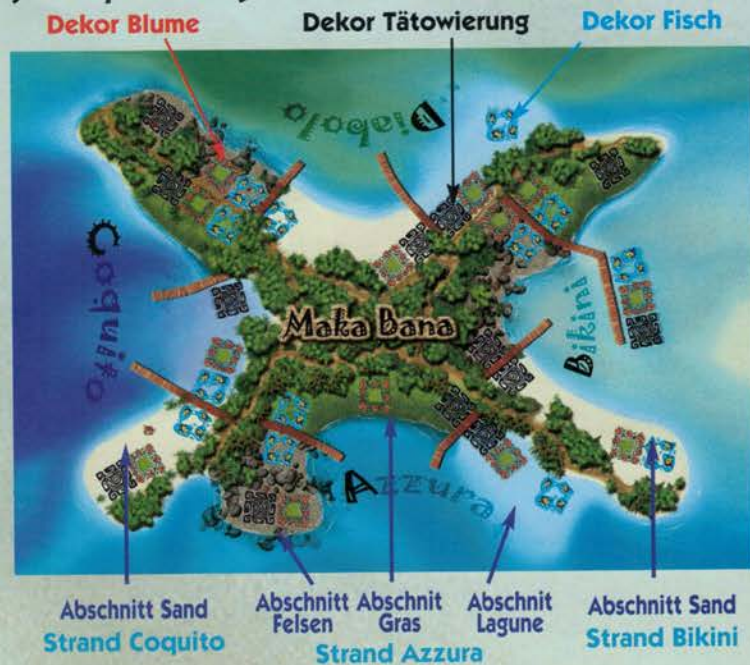 Dekor Blume
Dekor Tätowierung
Dekor Fisch
Diabolo
Coquito
Maka Bana
Bikini
Azzura
Abschnitt Sand
Strand Coquito
Abschnitt
Felsen
Abschnit
Gras
Abschnit
Lagune
Strand Azzura
Abschnitt Sand
Strand Bikini